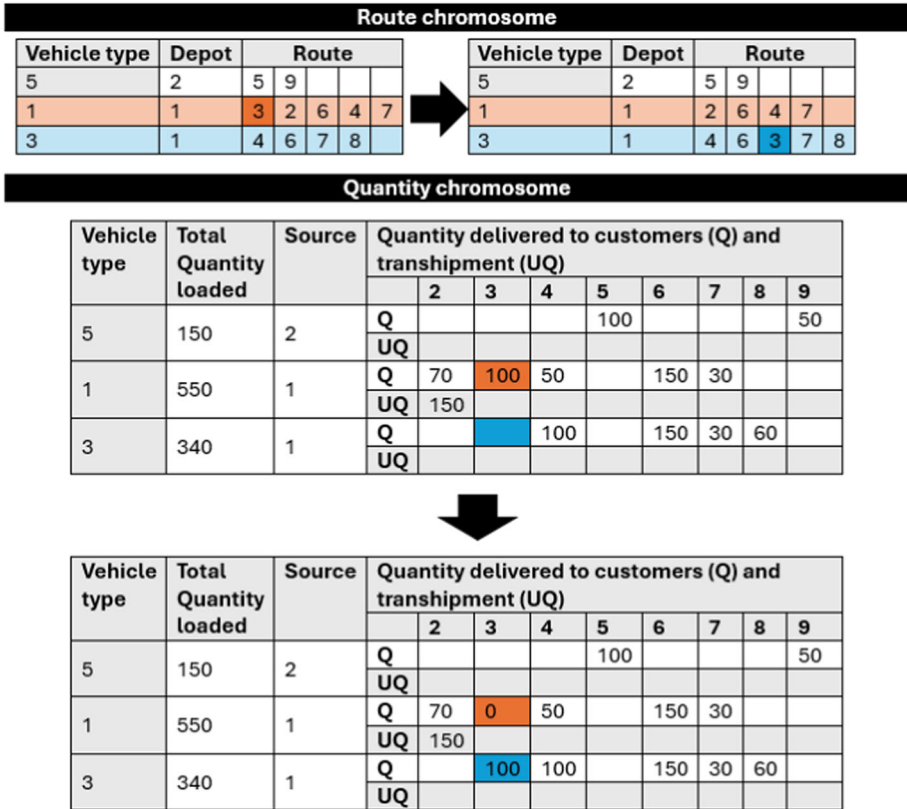 Route chromosome
Vehicle type Depot Route
5 2 5 9
1 1 3 2 6 4 7
3 1 4 6 7 8
Vehicle type Depot Route
5 2 5 9
1 1 2 6 4 7
3 1 4 6 3 7 8
Quantity chromosome
Vehicle type Total Quantity loaded Source Quantity delivered to customers (Q) and transhipment (UQ)
2 3 4 5 6 7 8 9
5 150 2 Q 100 50
UQ
1 550 1 Q 70 100 50 150 30
UQ 150
3 340 1 Q 100 150 30 60
UQ
Vehicle type Total Quantity loaded Source Quantity delivered to customers (Q) and transhipment (UQ)
2 3 4 5 6 7 8 9
5 150 2 Q 100 50
UQ
1 550 1 Q 70 0 50 150 30
UQ 150
3 340 1 Q 100 100 150 30 60
UQ